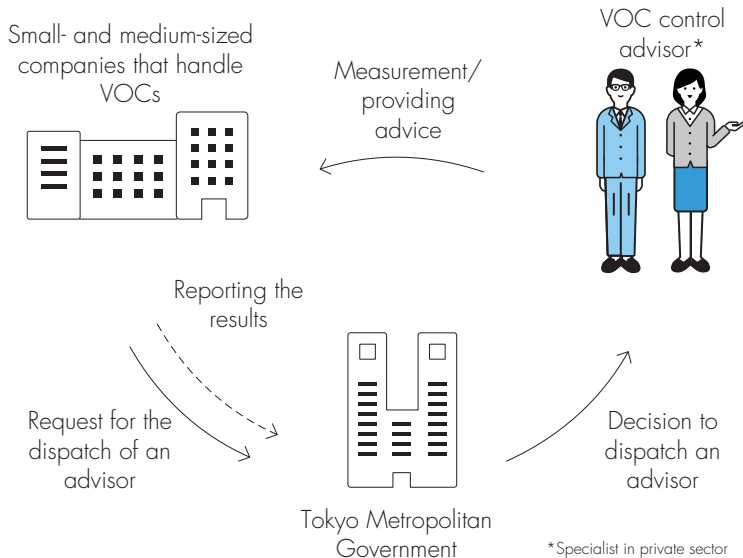 Small- and medium-sized
companies that handle
VOCs
VOC control
advisor*
Measurement/
providing
advice
Reporting the
results
Request for the
dispatch of an
advisor
Decision to
dispatch an
advisor
Tokyo Metropolitan
Government
*Specialist in private sector